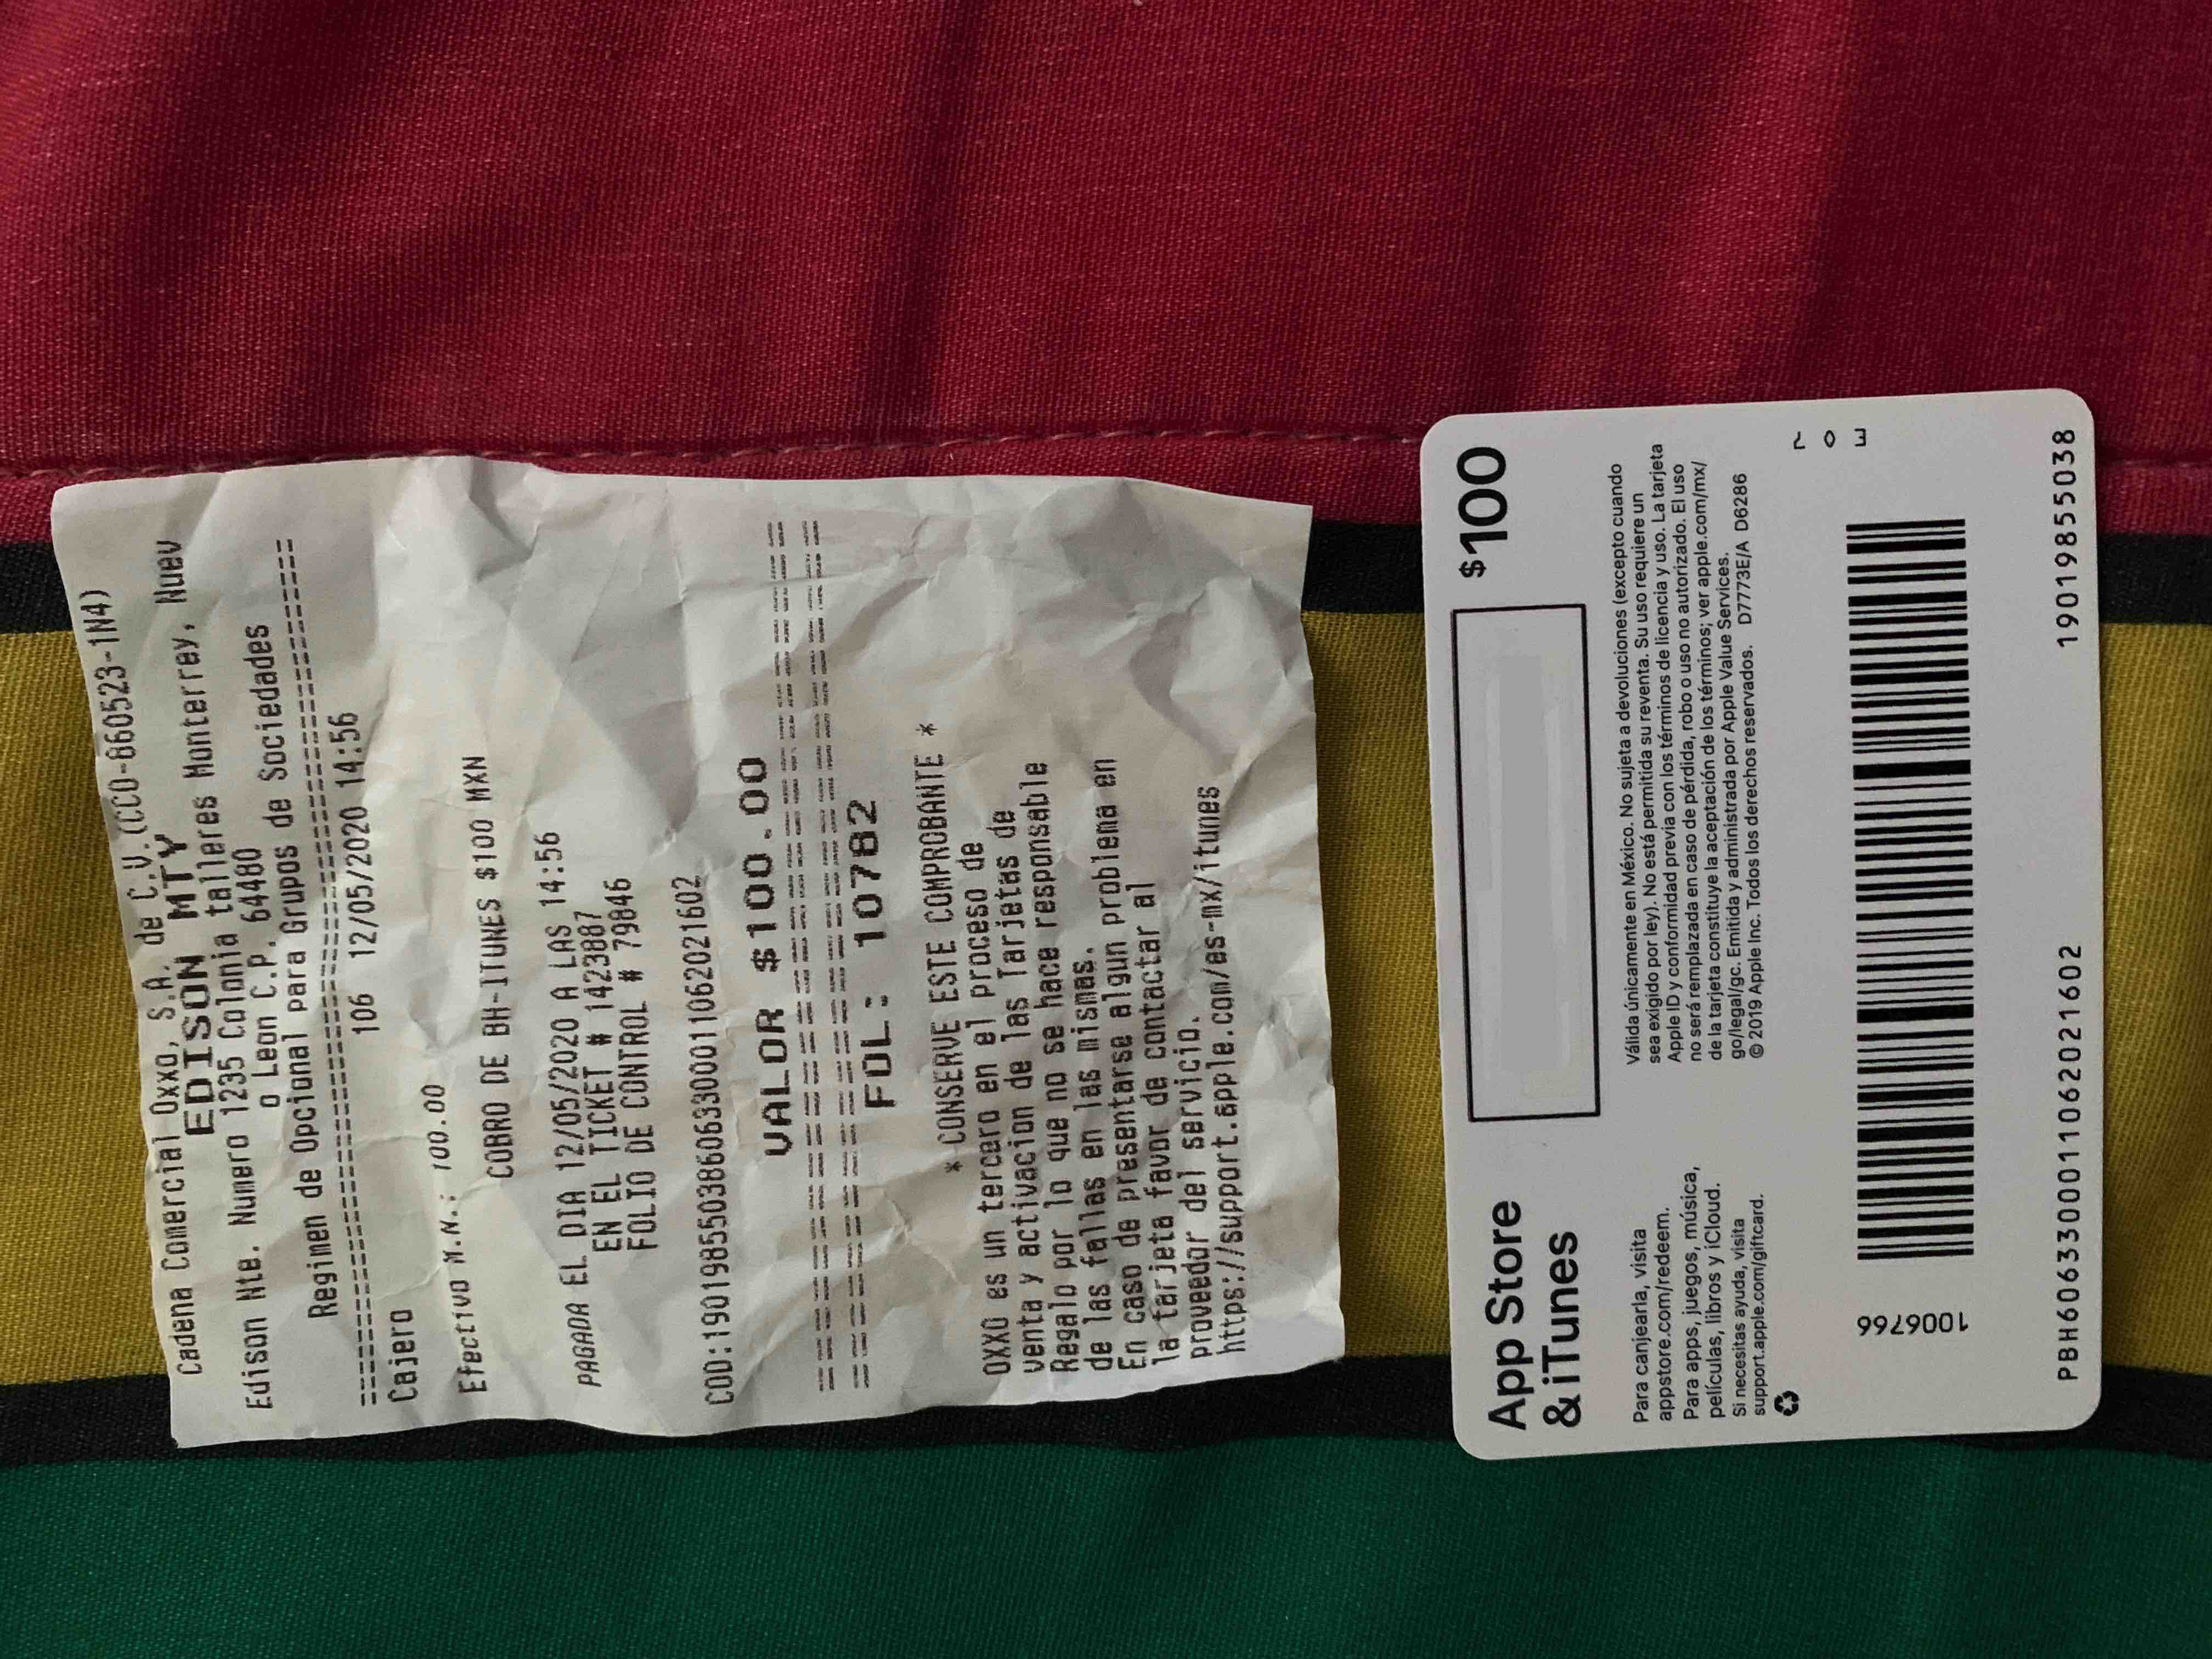 Cadena Comercial Oxxo, S.A. de C.V.(CCO-860523-1N4)
EDISON MTY
Edison Nte. Numero 1235 Colonia talleres Monterrey, Nuev
o Leon C.P. 64480
Regimen de Opcional para Grupos de Sociedades
106 12/05/2020 14:56
Cajero
Efectivo M.N.: 100.00
COBRO DE BH-ITUNES $100 MXN
PAGADA EL DIA 12/05/2020 A LAS 14:56
EN EL TICKET # 1423887
FOLIO DE CONTROL # 79846
COD:190198550386063300011062021602
VALOR $100.00
FOL: 10782
* CONSERVE ESTE COMPROBANTE *
OXXO es un tercero en el proceso de
venta y activacion de las Tarjetas de
Regalo por lo que no se hace responsable
de las fallas en las mismas.
En caso de presentarse algun problema en
la tarjeta favor de contactar al
proveedor del servicio.
https://support.apple.com/es-mx/itunes
App Store
& iTunes
$100
Para canjearla, visita
appstore.com/redeem.
Para apps, juegos, música,
películas, libros y iCloud.
Si necesitas ayuda, visita
support.apple.com/giftcard.
Válida únicamente en México. No sujeta a devoluciones (excepto cuando
sea exigido por ley). No está permitida su reventa. Su uso requiere un
Apple ID y conformidad previa con los términos de licencia y uso. La tarjeta
no será remplazada en caso de pérdida, robo o uso no autorizado. El uso
de la tarjeta constituye la aceptación de los términos; ver apple.com/mx/
go/legal/gc. Emitida y administrada por Apple Value Services.
© 2019 Apple Inc. Todos los derechos reservados. D7773E/A D6286
1006766
PBH6063300011062021602
19019855038